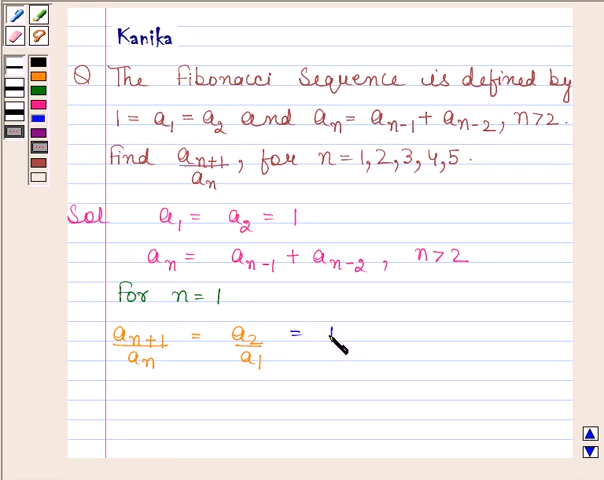 Kanika
Q The Fibonacci Sequence is defined by
1 = a₁ = a₂ and aₙ = aₙ₋₁ + aₙ₋₂, n>2.
Find aₙ₊₁/aₙ, for n = 1, 2, 3, 4, 5.
Sol a₁ = a₂ = 1
aₙ = aₙ₋₁ + aₙ₋₂, n>2
For n = 1
aₙ₊₁/aₙ = a₂/a₁ = 1